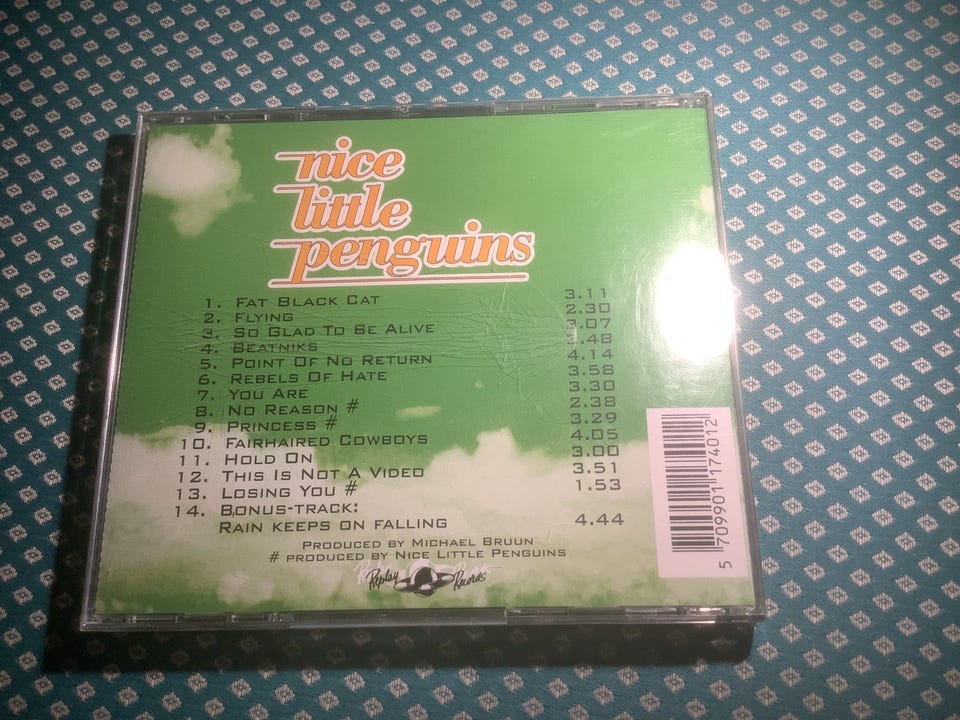 nice
little
penguins
1. FAT BLACK CAT 3.11
2. FLYING 2.30
3. SO GLAD TO BE ALIVE 3.07
4. BEATNIKS
5. POINT OF NO RETURN 4.14
6. REBELS OF HATE 3.58
7. YOU ARE 3.30
8. NO REASON # 2.38
9. PRINCESS # 3.29
10. FAIRHAIRED COWBOYS 4.05
11. HOLD ON 3.00
12. THIS IS NOT A VIDEO 3.51
13. LOSING YOU # 1.53
14. BONUS-TRACK:
RAIN KEEPS ON FALLING 4.44
PRODUCED BY MICHAEL BRUUN
# PRODUCED BY NICE LITTLE PENGUINS
Replay Records
5 709901 174012